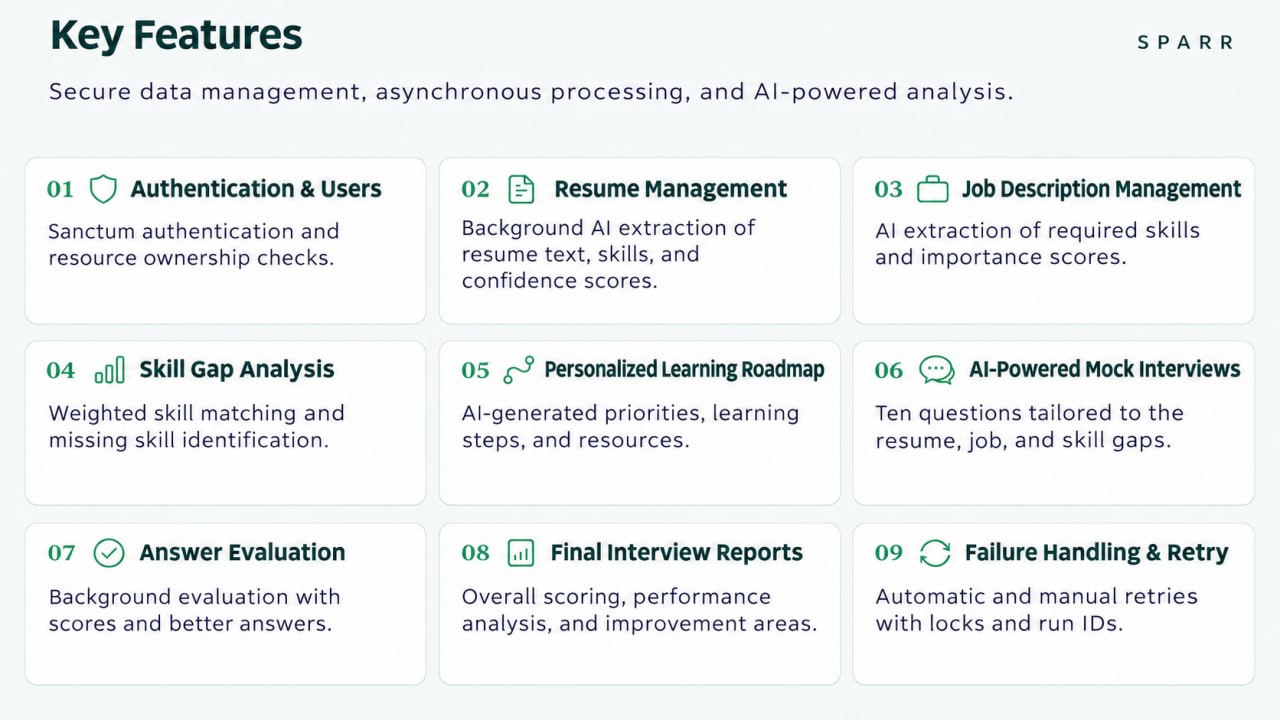 Key Features
SPARR
Secure data management, asynchronous processing, and AI-powered analysis.
01 Authentication & Users
Sanctum authentication and
resource ownership checks.
02 Resume Management
Background AI extraction of
resume text, skills, and
confidence scores.
03 Job Description Management
AI extraction of required skills
and importance scores.
04 Skill Gap Analysis
Weighted skill matching and
missing skill identification.
05 Personalized Learning Roadmap
AI-generated priorities, learning
steps, and resources.
06 AI-Powered Mock Interviews
Ten questions tailored to the
resume, job, and skill gaps.
07 Answer Evaluation
Background evaluation with
scores and better answers.
08 Final Interview Reports
Overall scoring, performance
analysis, and improvement areas.
09 Failure Handling & Retry
Automatic and manual retries
with locks and run IDs.